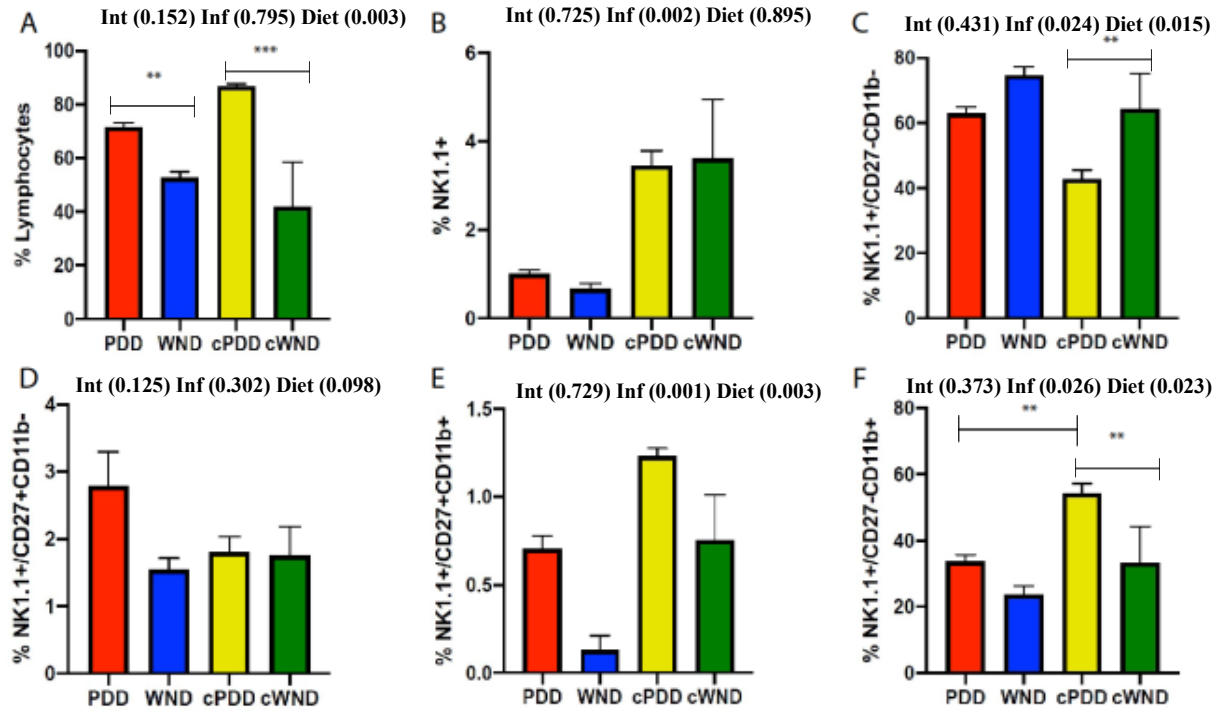 A
Int (0.152) Inf (0.795) Diet (0.003)
% Lymphocytes
100
80
60
40
20
0
**
***
PDD WND cPDD cWND
B
Int (0.725) Inf (0.002) Diet (0.895)
% NK1.1+
6
4
2
0
PDD WND cPDD cWND
C
Int (0.431) Inf (0.024) Diet (0.015)
% NK1.1+/CD27-CD11b-
80
60
40
20
0
**
PDD WND cPDD cWND
D
Int (0.125) Inf (0.302) Diet (0.098)
% NK1.1+/CD27+CD11b-
4
3
2
1
0
PDD WND cPDD cWND
E
Int (0.729) Inf (0.001) Diet (0.003)
% NK1.1+/CD27+CD11b+
1.5
1.0
0.5
0.0
PDD WND cPDD cWND
F
Int (0.373) Inf (0.026) Diet (0.023)
% NK1.1+/CD27-CD11b+
80
60
40
20
0
**
**
PDD WND cPDD cWND